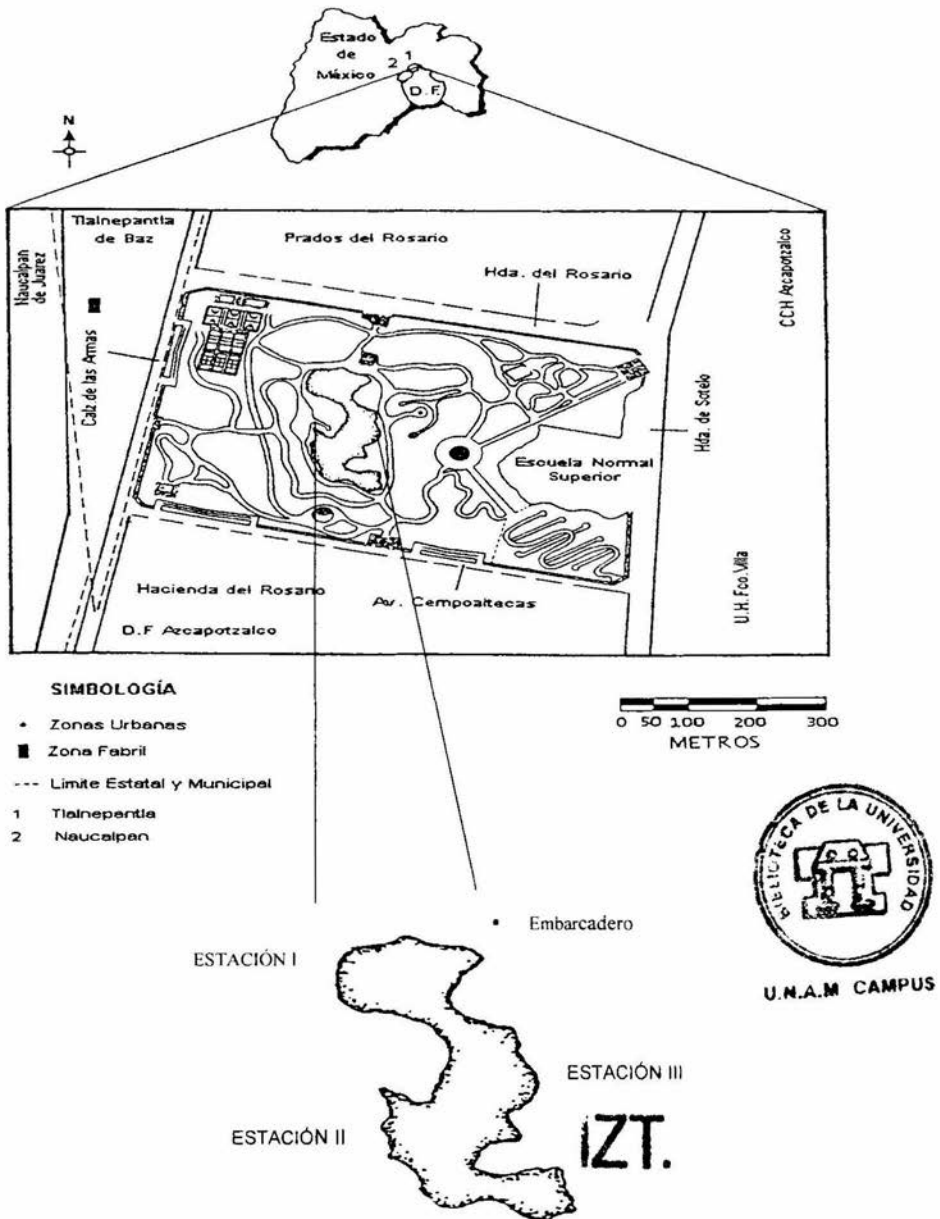 Estado
de
México
1
2
D.F.
N
Tlalnepantla
de Baz
Prados del Rosario
Hda. del Rosario
Naucalpan
de Juarez
CCH Azcapotzalco
Calz de las Armas
Hda. de Sotelo
Escuela Normal
Superior
Hacienda del Rosario
Av. Cempoaltecas
U.H. Fco. Villa
D.F Azcapotzalco
SIMBOLOGÍA
Zonas Urbanas
Zona Fabril
--- Limite Estatal y Municipal
1 Tlalnepantla
2 Naucalpan
0 50 100 200 300
METROS
BIBLIOTECA DE LA UNIVERSIDAD
U.N.A.M CAMPUS
Embarcadero
ESTACIÓN I
ESTACIÓN III
ESTACIÓN II
IZT.